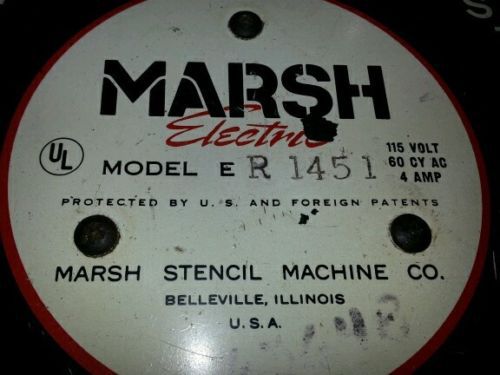 MARSH
Electric
UL
MODEL E R 1451
115 VOLT
60 CY AC
4 AMP
PROTECTED BY U. S. AND FOREIGN PATENTS
MARSH STENCIL MACHINE CO.
BELLEVILLE, ILLINOIS
U.S.A.